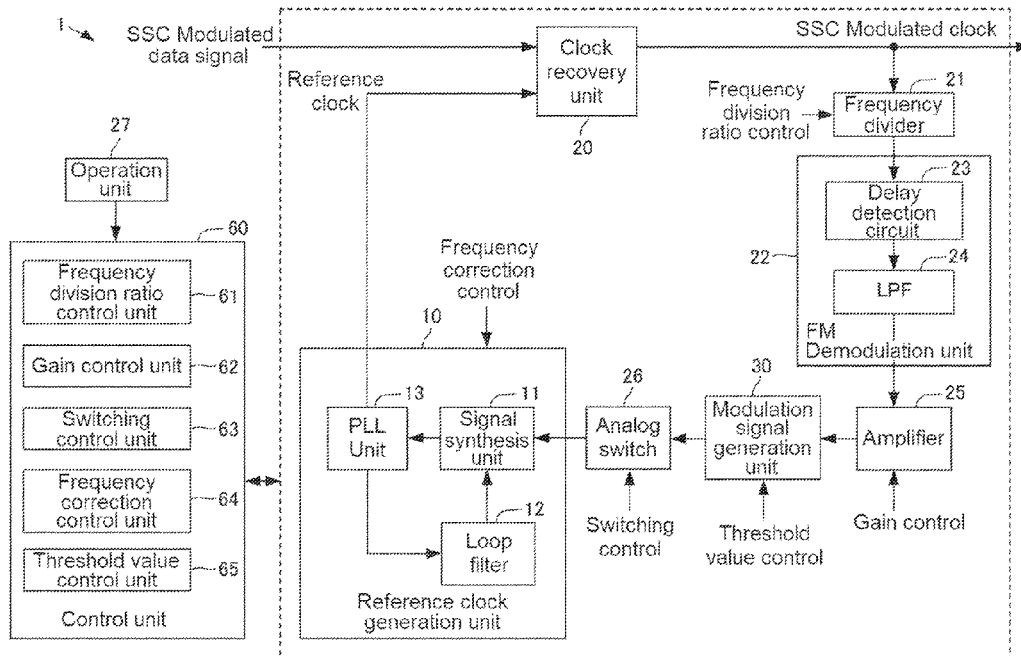 1
SSC Modulated
data signal
Reference
clock
Clock
recovery
unit
20
SSC Modulated clock
Frequency
division
ratio control
21
Frequency
divider
27
Operation
unit
60
Frequency
division ratio
control unit
61
Gain control unit
62
Switching
control unit
63
Frequency
correction
control unit
64
Threshold value
control unit
65
Control unit
Frequency
correction
control
10
13
PLL
Unit
11
Signal
synthesis
unit
12
Loop
filter
Reference clock
generation unit
26
Analog
switch
Switching
control
30
Modulation
signal
generation
unit
Threshold
value control
22
23
Delay
detection
circuit
24
LPF
FM
Demodulation unit
25
Amplifier
Gain control